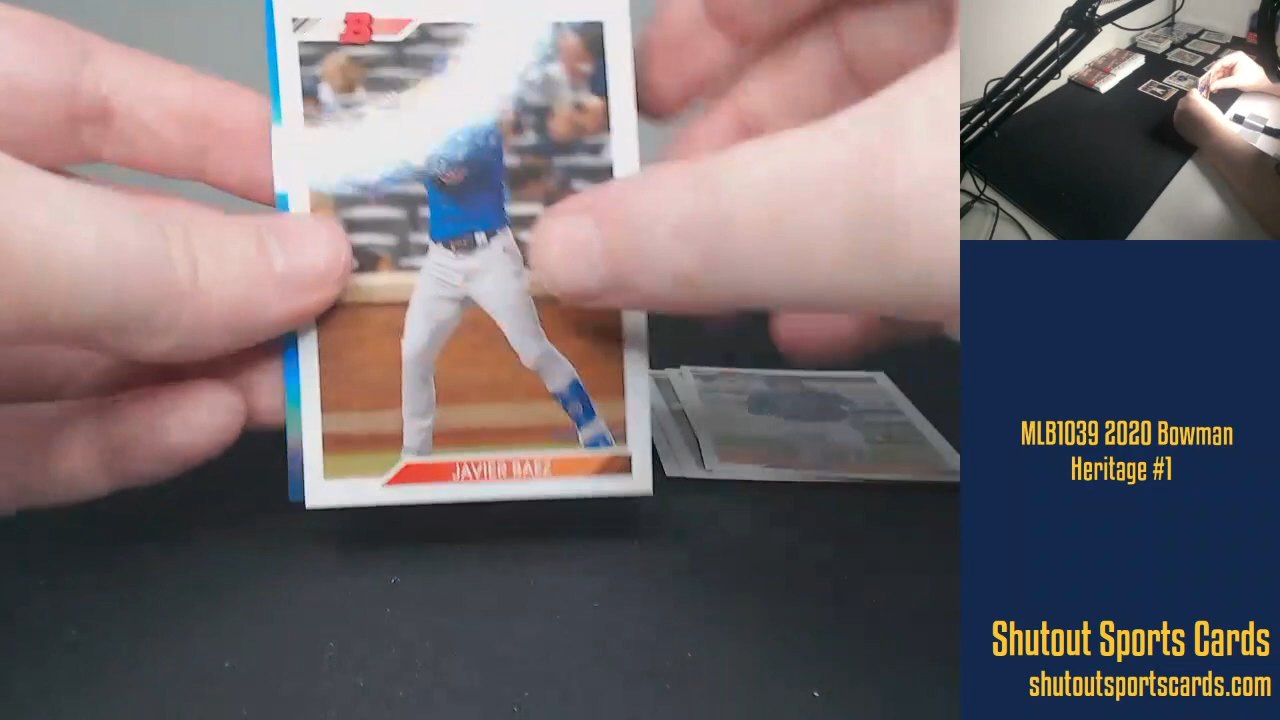 B
JAVIER BAEZ
MLB1039 2020 Bowman
Heritage #1
Shutout Sports Cards
shutoutsportscards.com